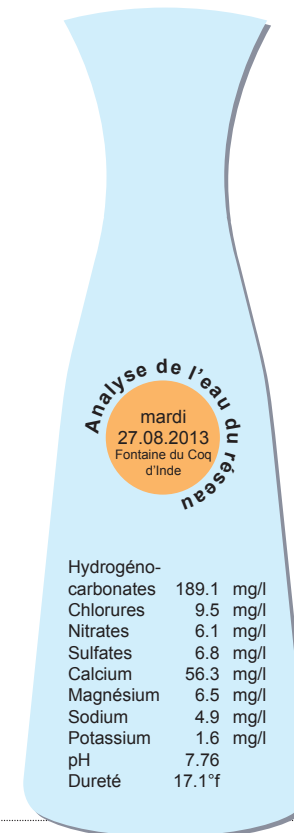 Analyse de l'eau du réseau
mardi
27.08.2013
Fontaine du Coq
d'Inde
Hydrogéno-
carbonates 189.1 mg/l
Chlorures 9.5 mg/l
Nitrates 6.1 mg/l
Sulfates 6.8 mg/l
Calcium 56.3 mg/l
Magnésium 6.5 mg/l
Sodium 4.9 mg/l
Potassium 1.6 mg/l
pH 7.76
Dureté 17.1°f